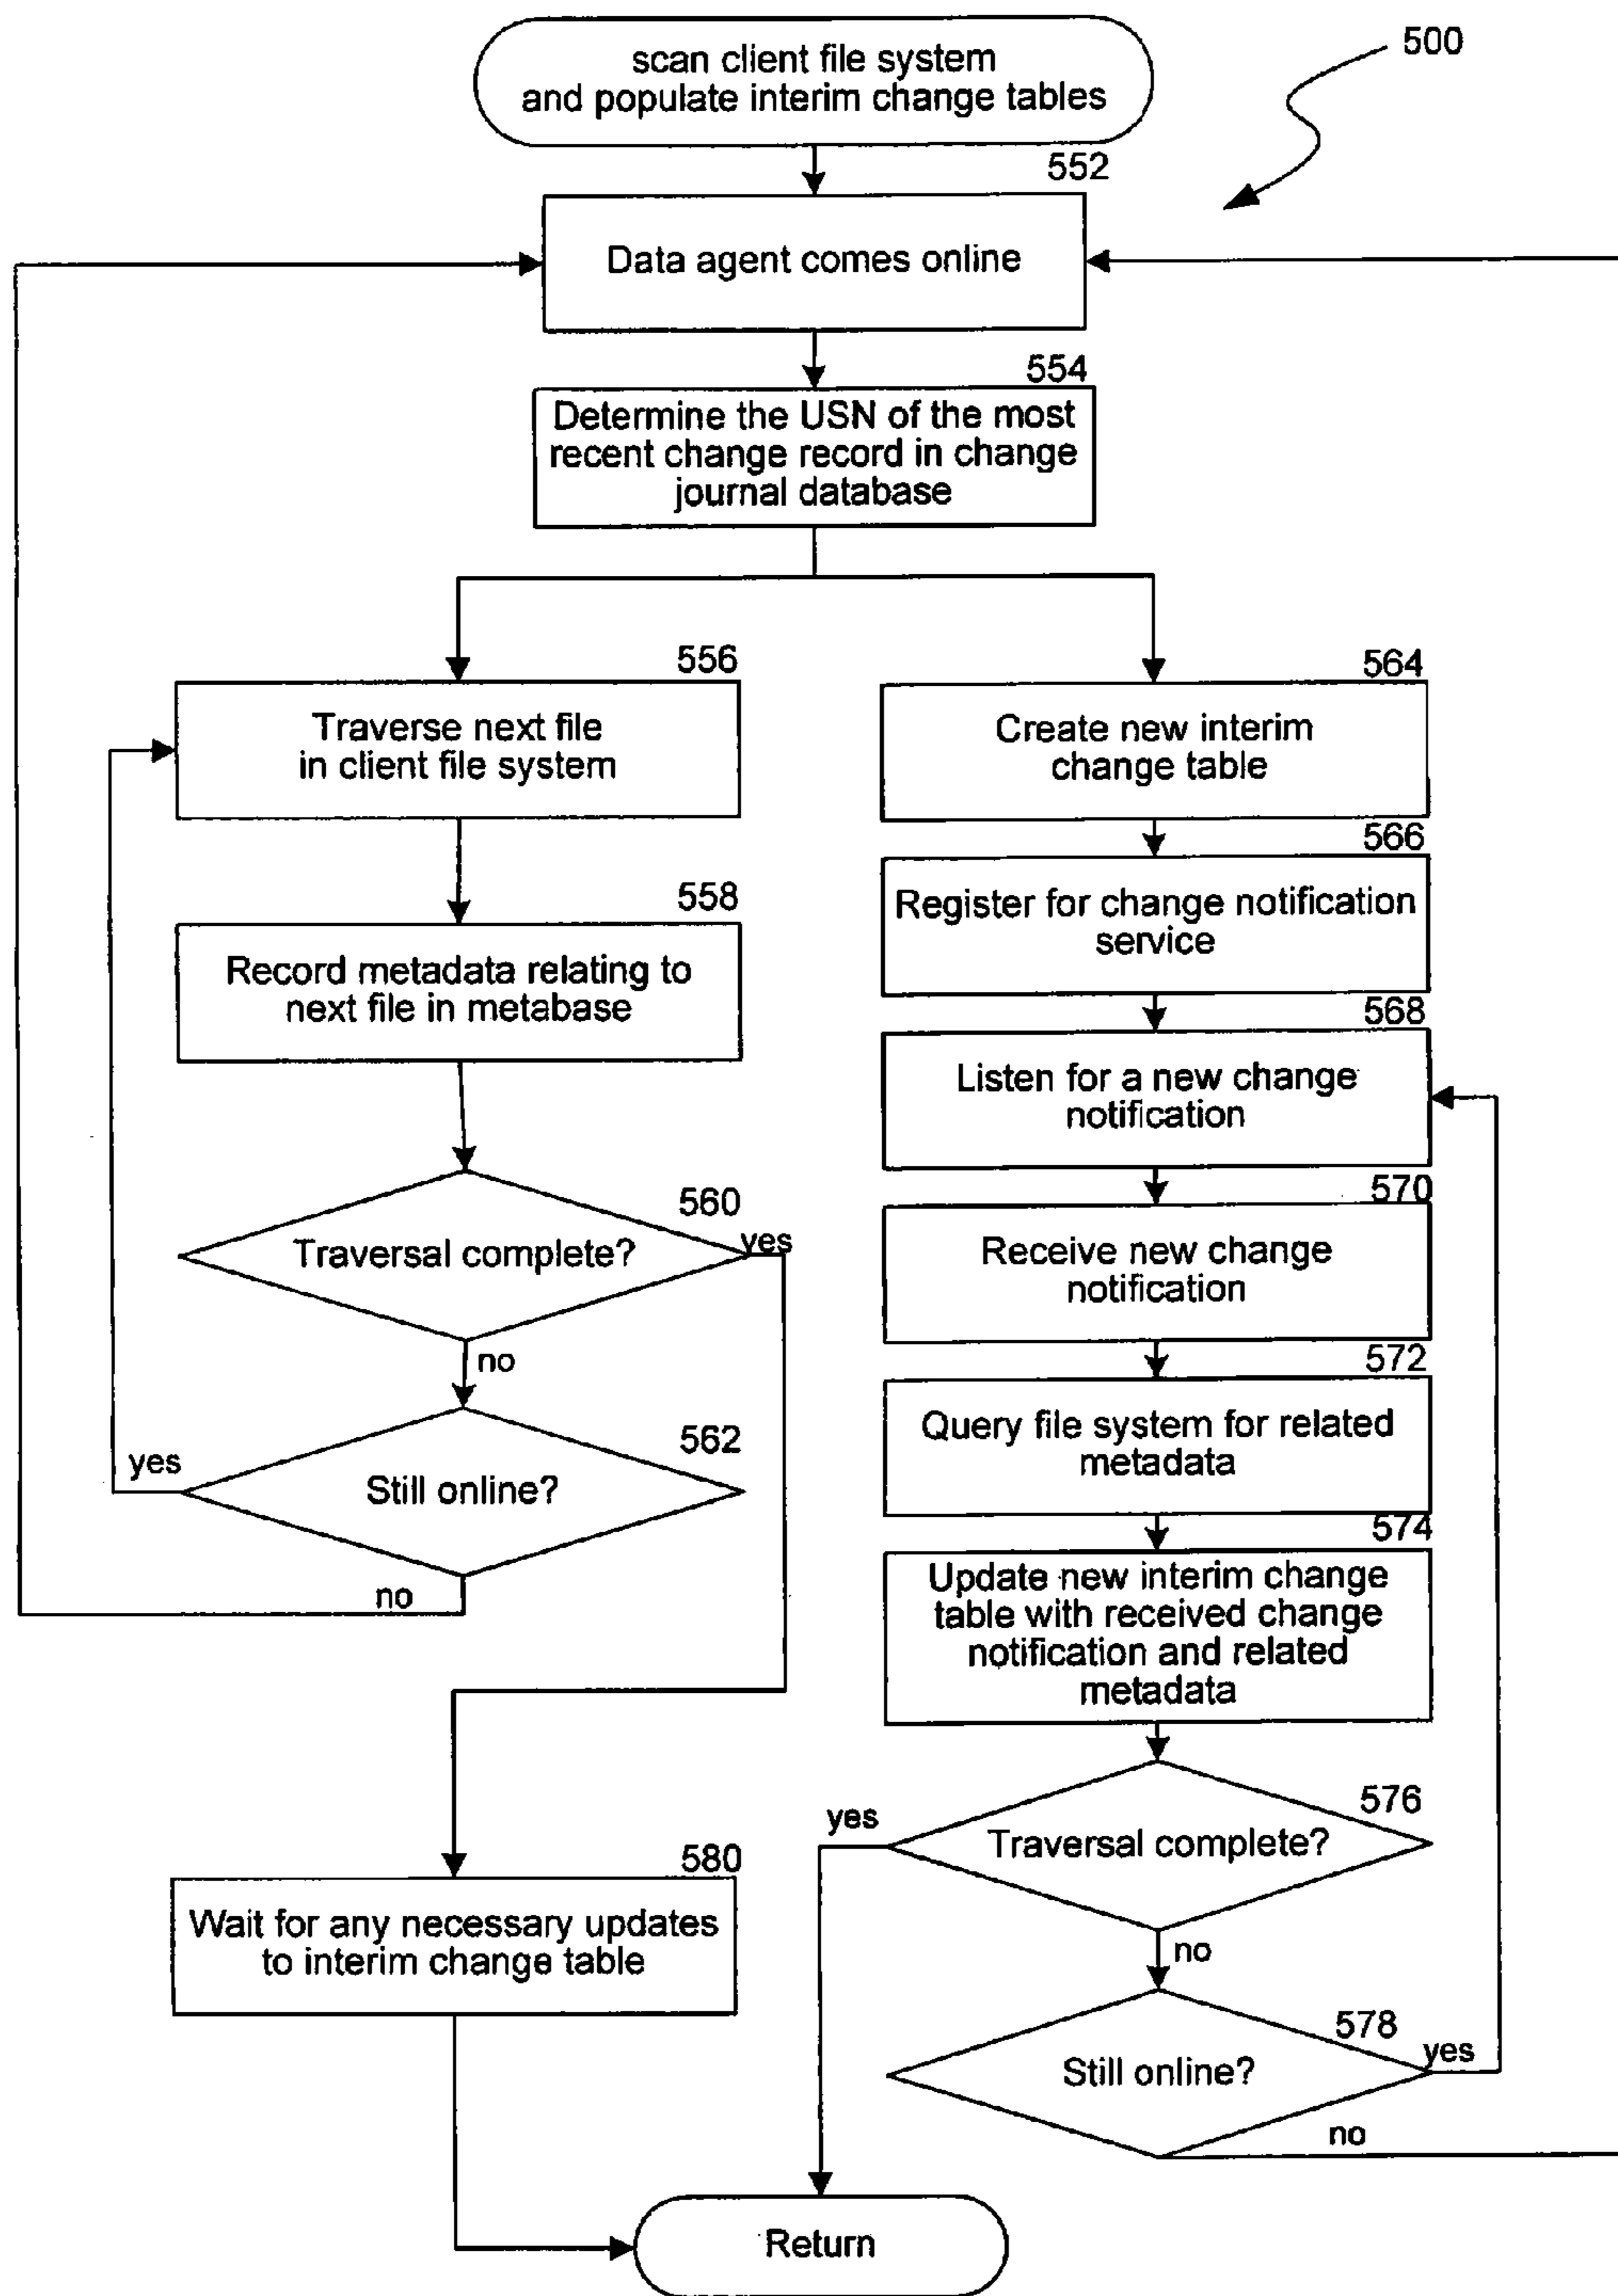 500
scan client file system
and populate interim change tables
552
Data agent comes online
554
Determine the USN of the most
recent change record in change
journal database
556
Traverse next file
in client file system
558
Record metadata relating to
next file in metabase
560
Traversal complete?
yes
no
562
Still online?
yes
no
580
Wait for any necessary updates
to interim change table
564
Create new interim
change table
566
Register for change notification
service
568
Listen for a new change
notification
570
Receive new change
notification
572
Query file system for related
metadata
574
Update new interim change
table with received change
notification and related
metadata
576
Traversal complete?
yes
no
578
Still online?
yes
no
Return